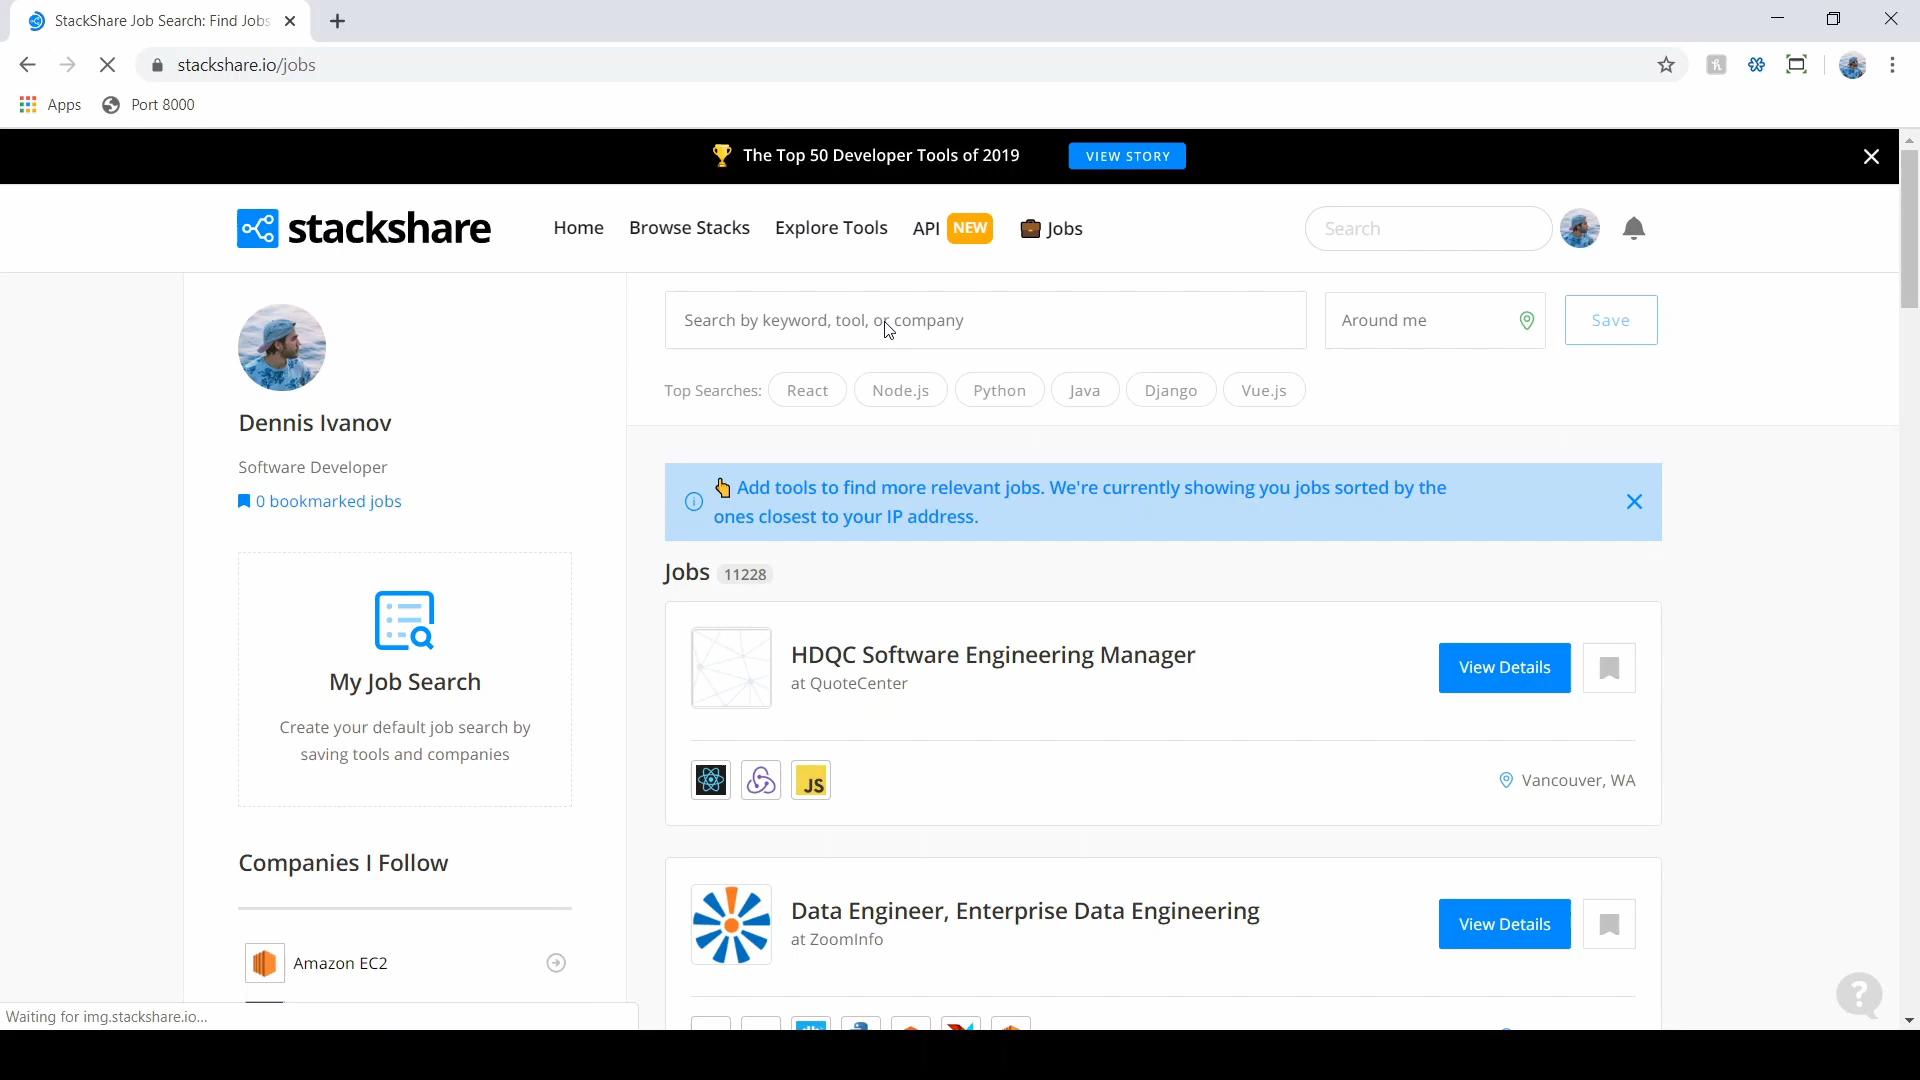 StackShare Job Search: Find Jobs
stackshare.io/jobs
Apps
Port 8000
The Top 50 Developer Tools of 2019
VIEW STORY
stackshare
Home
Browse Stacks
Explore Tools
API
NEW
Jobs
Search
Dennis Ivanov
Software Developer
0 bookmarked jobs
My Job Search
Create your default job search by
saving tools and companies
Companies I Follow
Amazon EC2
Search by keyword, tool, or company
Around me
Save
Top Searches:
React
Node.js
Python
Java
Django
Vue.js
Add tools to find more relevant jobs. We're currently showing you jobs sorted by the
ones closest to your IP address.
Jobs 11228
HDQC Software Engineering Manager
at QuoteCenter
View Details
JS
Vancouver, WA
Data Engineer, Enterprise Data Engineering
at ZoomInfo
View Details
?
Waiting for img.stackshare.io...